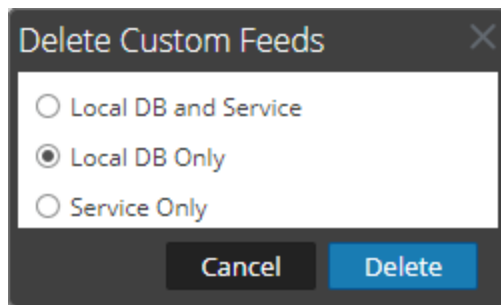 Delete Custom Feeds
Local DB and Service
Local DB Only
Service Only
Cancel Delete